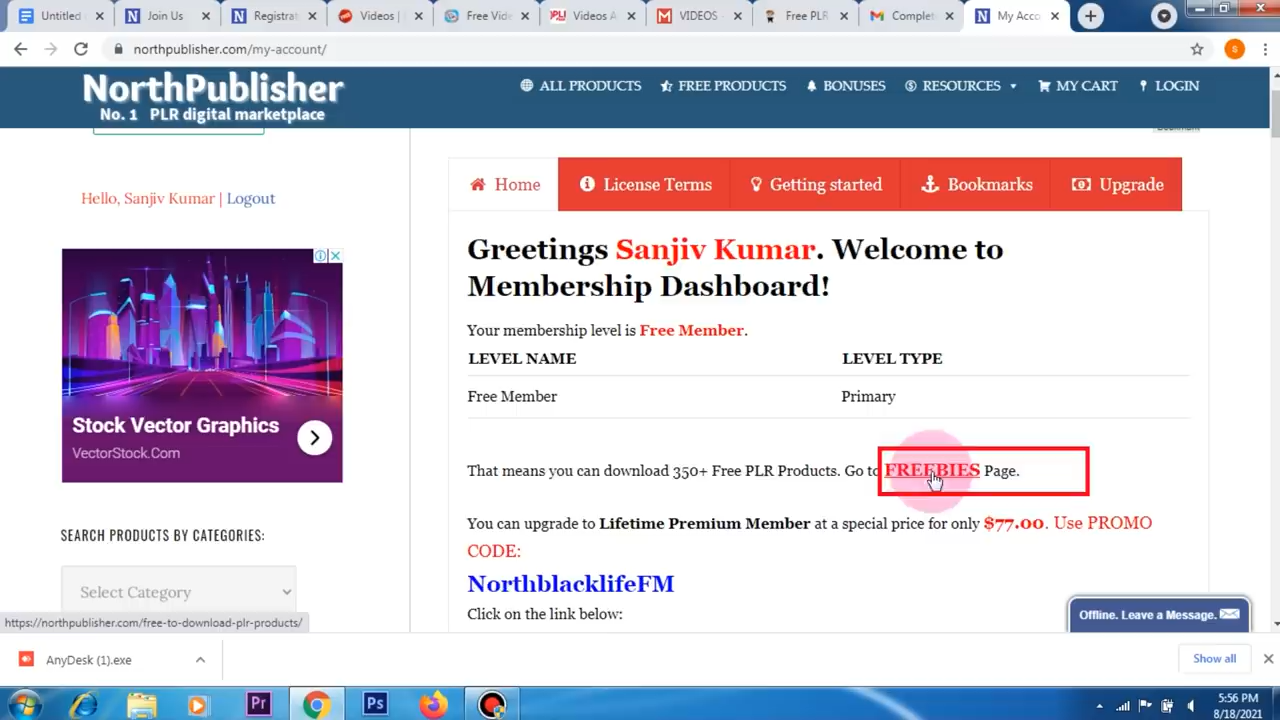 Untitled
Join Us
Registrat
Videos |
Free Vide
Videos A
VIDEOS
Free PLR
Complet
My Acco
northpublisher.com/my-account/
S
NorthPublisher
No. 1 PLR digital marketplace
ALL PRODUCTS
FREE PRODUCTS
BONUSES
RESOURCES
MY CART
LOGIN
Hello, Sanjiv Kumar | Logout
Home
License Terms
Getting started
Bookmarks
Upgrade
Greetings Sanjiv Kumar. Welcome to
Membership Dashboard!
Your membership level is Free Member.
LEVEL NAME LEVEL TYPE
Free Member Primary
Stock Vector Graphics
VectorStock.Com
That means you can download 350+ Free PLR Products. Go to FREEBIES Page.
You can upgrade to Lifetime Premium Member at a special price for only $77.00. Use PROMO
CODE:
NorthblacklifeFM
Click on the link below:
SEARCH PRODUCTS BY CATEGORIES:
Select Category
https://northpublisher.com/free-to-download-plr-products/
Offline. Leave a Message.
AnyDesk (1).exe
Show all
Pr
Ps
5:56 PM
8/18/2021